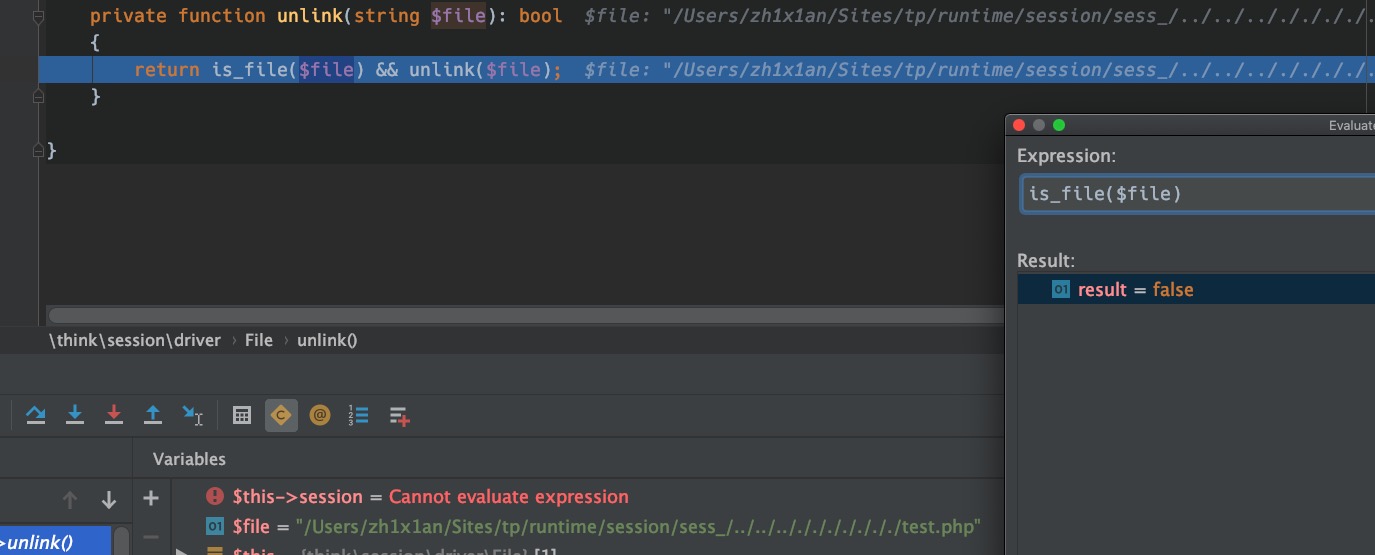 private function unlink(string $file): bool $file: "/Users/zh1x1an/Sites/tp/runtime/session/sess_/../../../././././.
{
return is_file($file) && unlink($file); $file: "/Users/zh1x1an/Sites/tp/runtime/session/sess_/../../../././././.
}
}
Evaluate
Expression:
is_file($file)
Result:
01 result = false
\think\session\driver › File › unlink()
Variables
$this->session = Cannot evaluate expression
01 $file = "/Users/zh1x1an/Sites/tp/runtime/session/sess_/../../.././././././././test.php"
>unlink()
$this = {think\session\driver\File} [1]